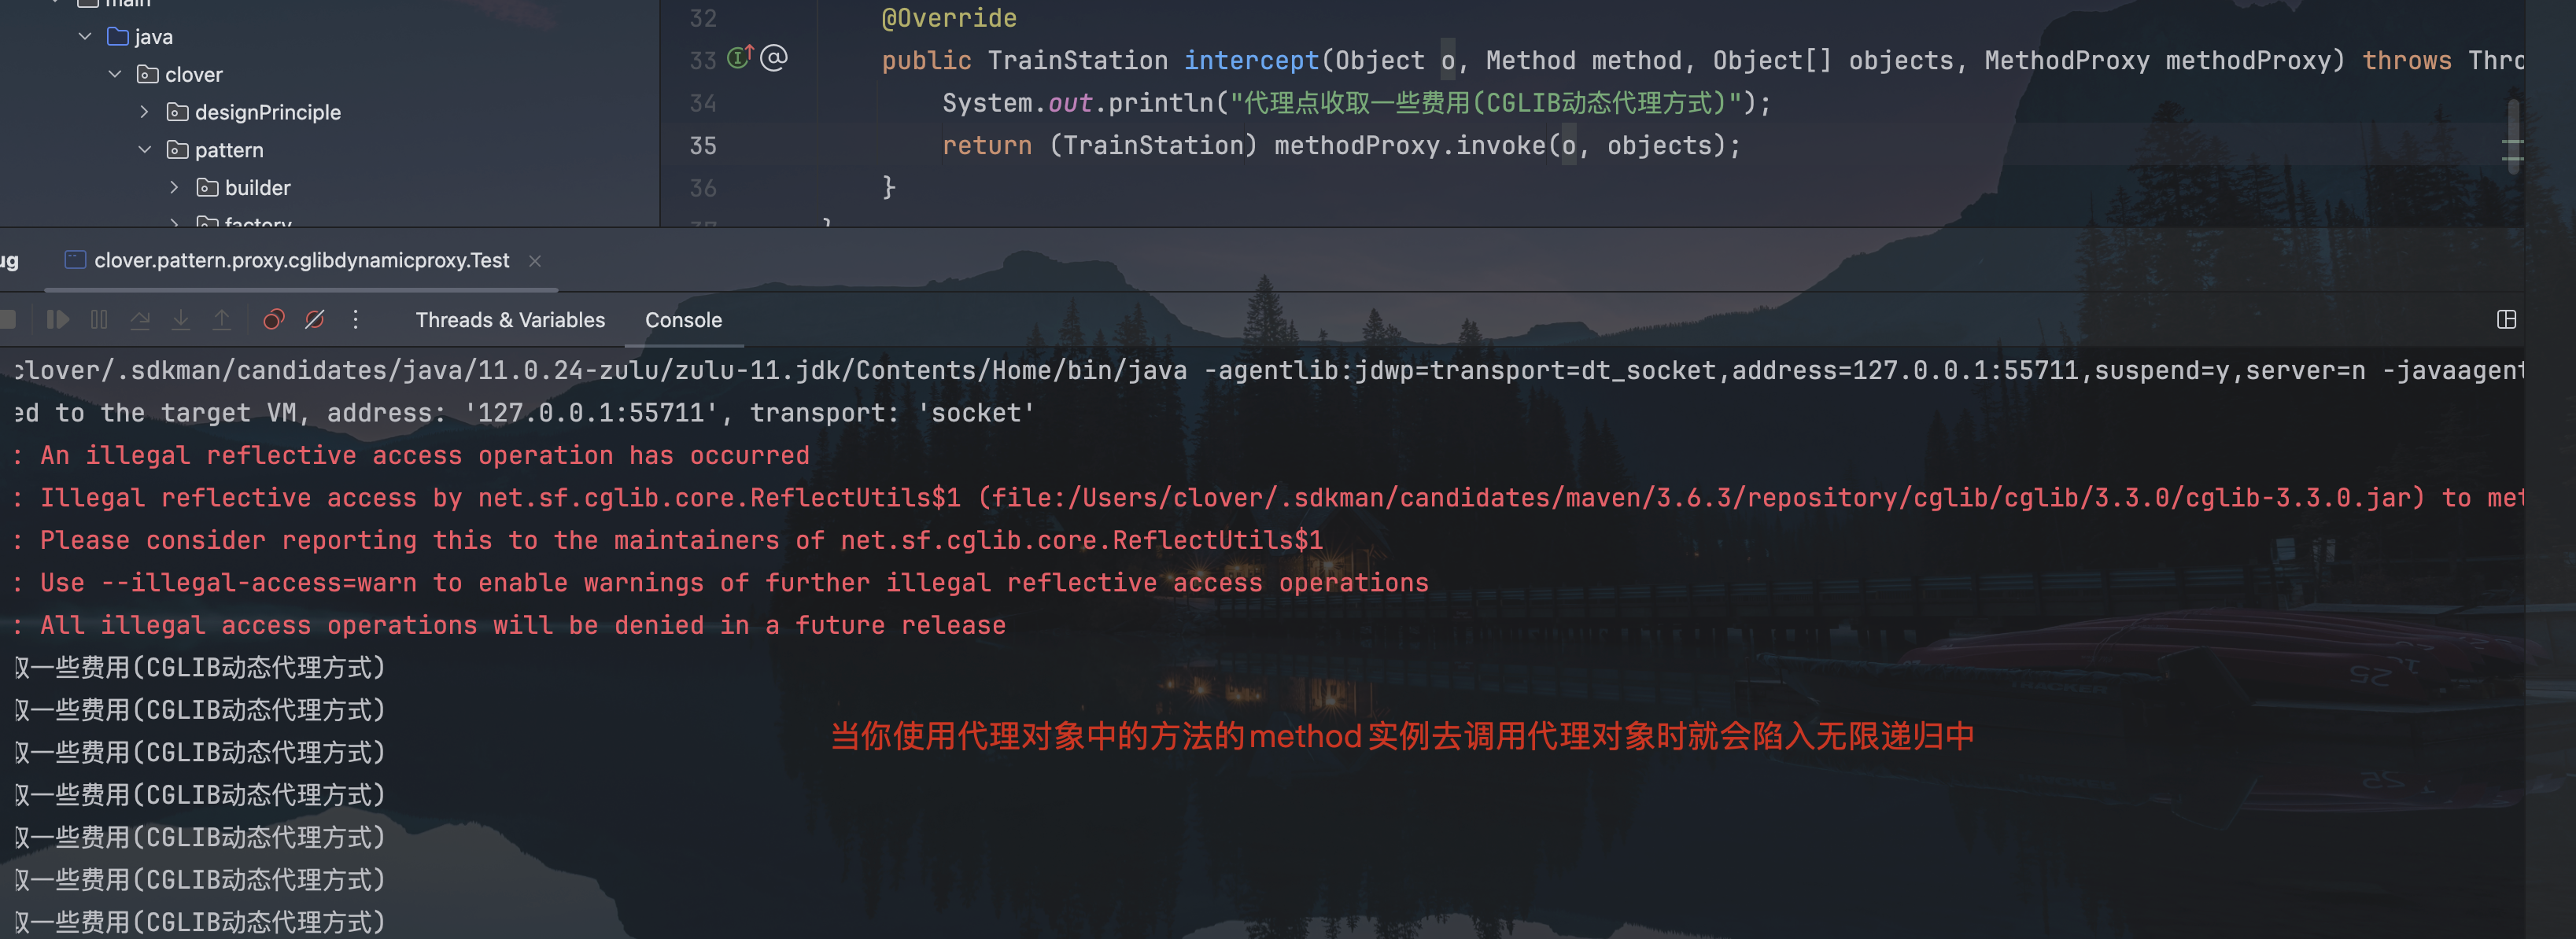 main
java
clover
designPrinciple
pattern
builder
factory
32 @Override
33 public TrainStation intercept(Object o, Method method, Object[] objects, MethodProxy methodProxy) throws Thro
34 System.out.println("代理点收取一些费用(CGLIB动态代理方式)");
35 return (TrainStation) methodProxy.invoke(o, objects);
36 }
37 }
ug clover.pattern.proxy.cglibdynamicproxy.Test
Threads & Variables Console
clover/.sdkman/candidates/java/11.0.24-zulu/zulu-11.jdk/Contents/Home/bin/java -agentlib:jdwp=transport=dt_socket,address=127.0.0.1:55711,suspend=y,server=n -javaagent
ed to the target VM, address: '127.0.0.1:55711', transport: 'socket'
: An illegal reflective access operation has occurred
: Illegal reflective access by net.sf.cglib.core.ReflectUtils$1 (file:/Users/clover/.sdkman/candidates/maven/3.6.3/repository/cglib/cglib/3.3.0/cglib-3.3.0.jar) to met
: Please consider reporting this to the maintainers of net.sf.cglib.core.ReflectUtils$1
: Use --illegal-access=warn to enable warnings of further illegal reflective access operations
: All illegal access operations will be denied in a future release
取一些费用(CGLIB动态代理方式)
取一些费用(CGLIB动态代理方式)
当你使用代理对象中的方法的method实例去调用代理对象时就会陷入无限递归中
取一些费用(CGLIB动态代理方式)
取一些费用(CGLIB动态代理方式)
取一些费用(CGLIB动态代理方式)
取一些费用(CGLIB动态代理方式)
取一些费用(CGLIB动态代理方式)